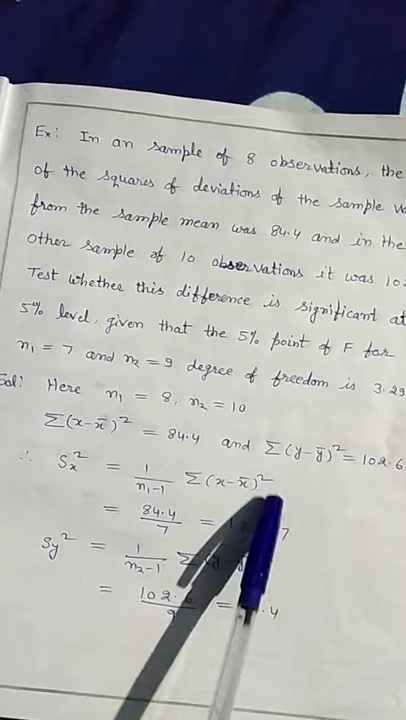 Ex: In an sample of 8 observations, the
of the squares of deviations of the sample
from the sample mean was 84.4 and in the
other sample of 10 observations it was 10
Test whether this difference is significant at
5% level, given that the 5% point of F for
n₁ = 7 and n₂ = 9 degree of freedom is 3.29
Sol: Here n₁ = 8, n₂ = 10
Σ(x-x̄)² = 84.4 and Σ(y-ȳ)² = 102.6
∴ Sx² = 1/(n₁-1) Σ(x-x̄)²
= 84.4/7 =
Sy² = 1/(n₂-1) Σ
= 102.6/9 = .4